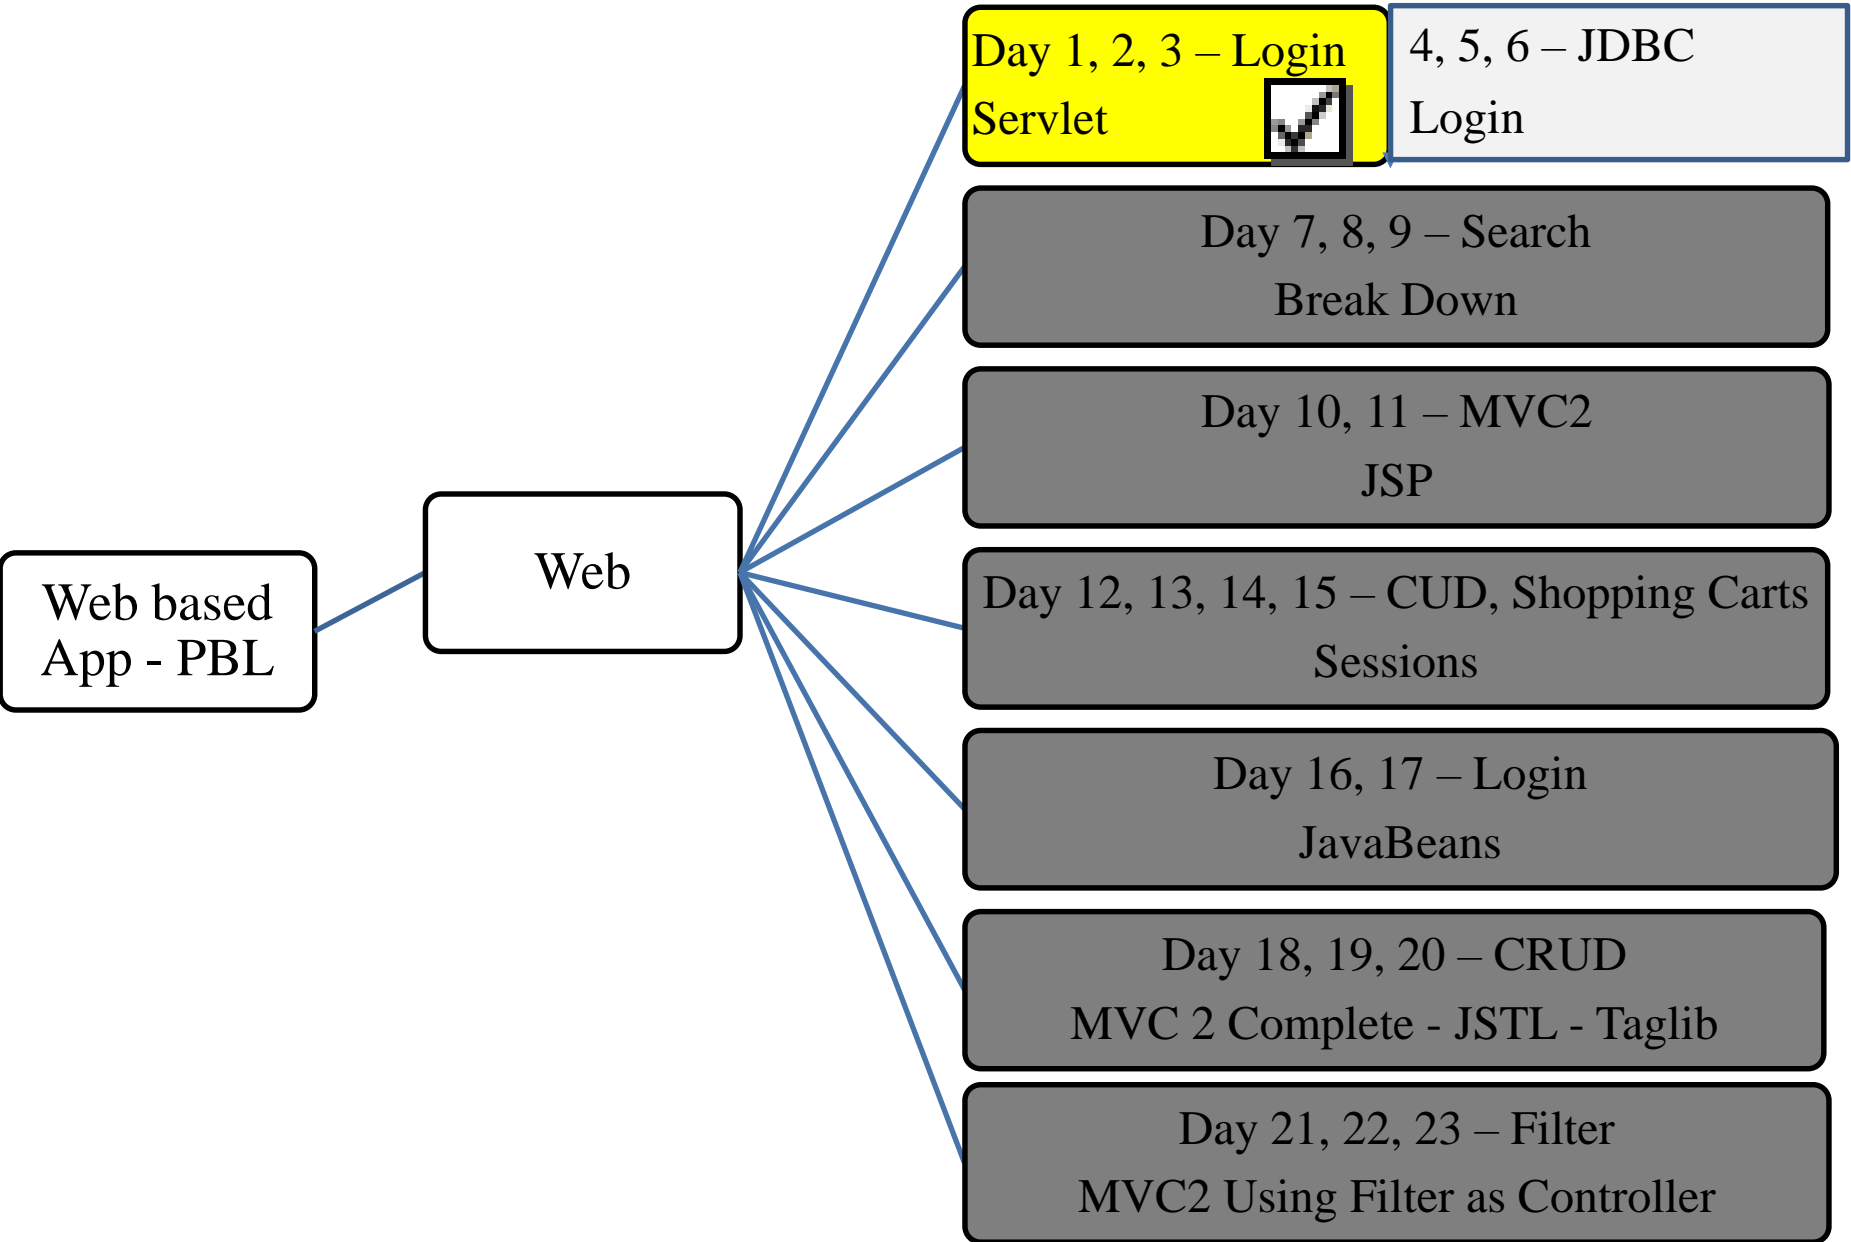 Web based
App - PBL
Web
Day 1, 2, 3 – Login
Servlet
4, 5, 6 – JDBC
Login
Day 7, 8, 9 – Search
Break Down
Day 10, 11 – MVC2
JSP
Day 12, 13, 14, 15 – CUD, Shopping Carts
Sessions
Day 16, 17 – Login
JavaBeans
Day 18, 19, 20 – CRUD
MVC 2 Complete - JSTL - Taglib
Day 21, 22, 23 – Filter
MVC2 Using Filter as Controller